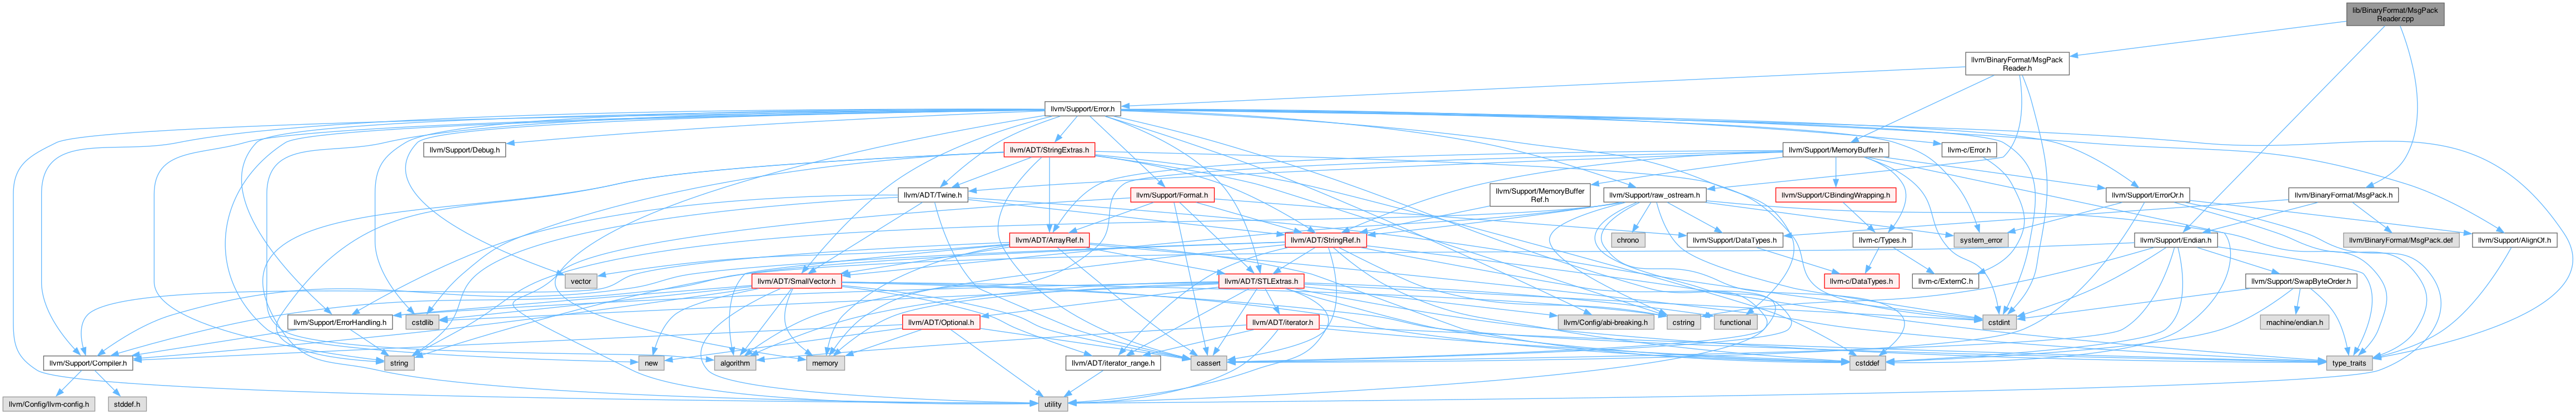 lib/BinaryFormat/MsgPack
Reader.cpp
llvm/BinaryFormat/MsgPack
Reader.h
llvm/Support/Error.h
llvm/Support/Debug.h
llvm/ADT/StringExtras.h
llvm/Support/MemoryBuffer.h
llvm-c/Error.h
llvm/ADT/Twine.h
llvm/Support/Format.h
llvm/Support/MemoryBuffer
Ref.h
llvm/Support/raw_ostream.h
llvm/Support/CBindingWrapping.h
llvm/Support/ErrorOr.h
llvm/BinaryFormat/MsgPack.h
llvm/ADT/ArrayRef.h
llvm/ADT/StringRef.h
chrono
llvm/Support/DataTypes.h
llvm-c/Types.h
system_error
llvm/Support/Endian.h
llvm/BinaryFormat/MsgPack.def
llvm/Support/AlignOf.h
vector
llvm/ADT/SmallVector.h
llvm/ADT/STLExtras.h
llvm-c/DataTypes.h
llvm-c/ExternC.h
llvm/Support/SwapByteOrder.h
llvm/Support/ErrorHandling.h
cstdlib
llvm/ADT/Optional.h
llvm/ADT/iterator.h
llvm/Config/abi-breaking.h
cstring
functional
cstdint
machine/endian.h
llvm/Support/Compiler.h
string
new
algorithm
memory
llvm/ADT/iterator_range.h
cassert
cstddef
type_traits
llvm/Config/llvm-config.h
stddef.h
utility